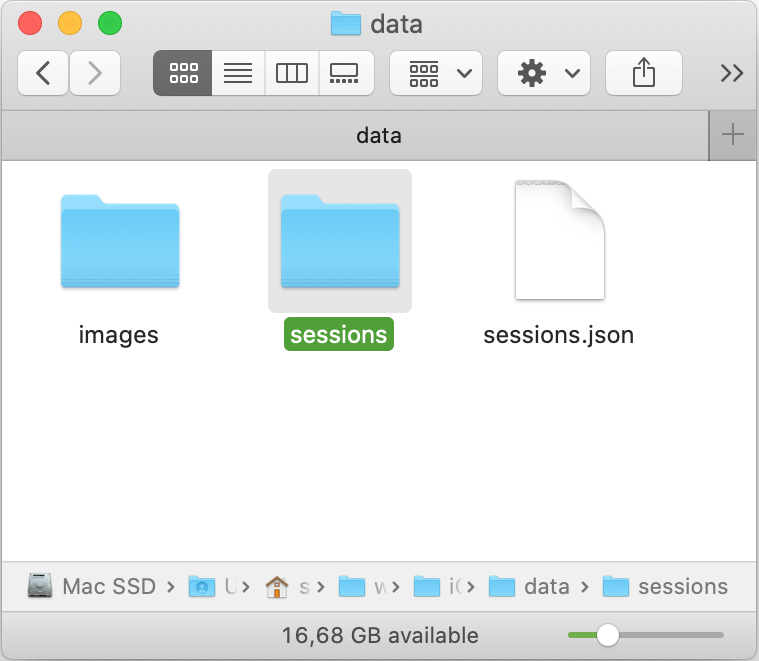 data
data
images
sessions
sessions.json
Mac SSD › U › s › w › i › data › sessions
16,68 GB available